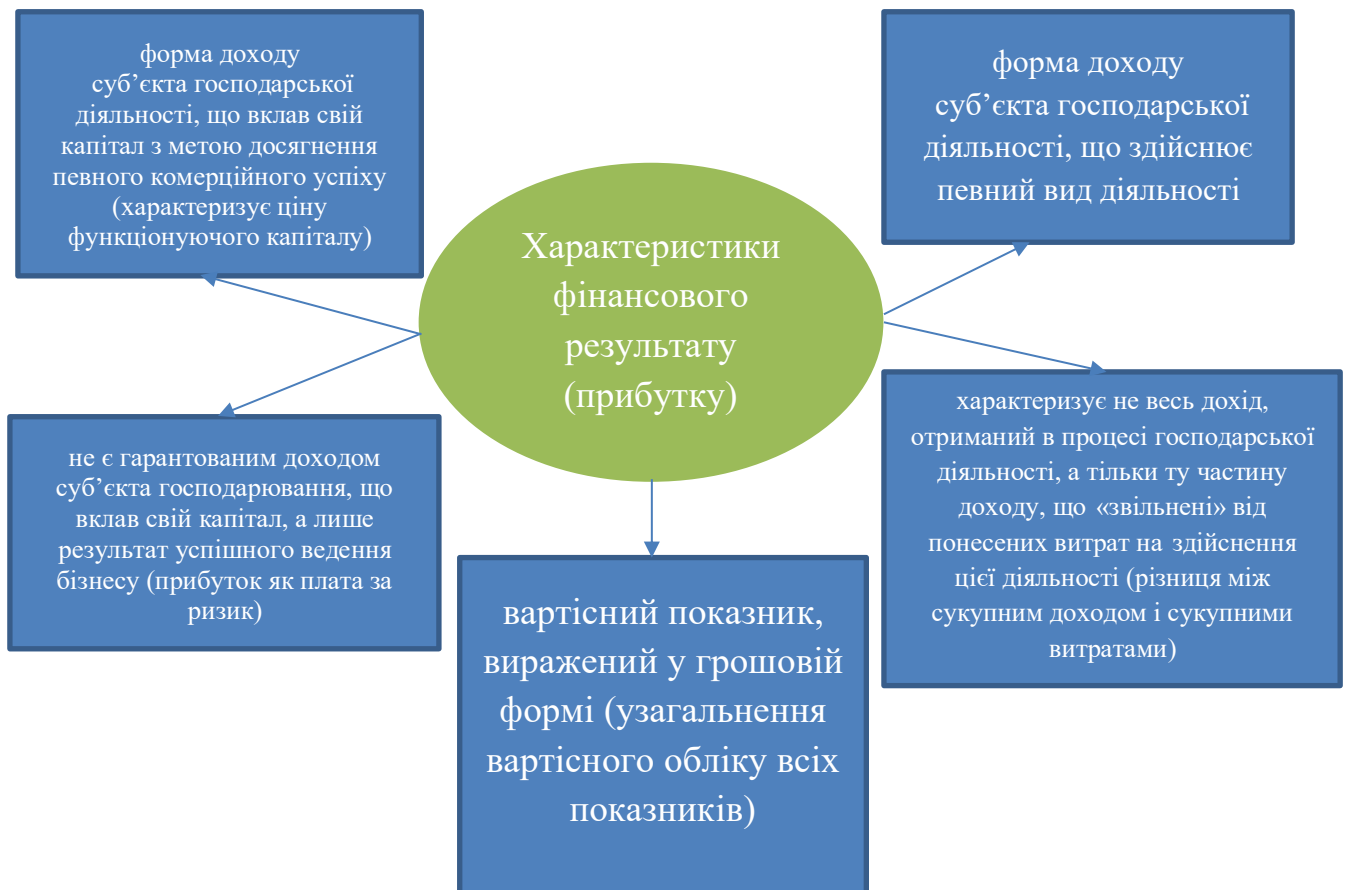 форма доходу
суб’єкта господарської
діяльності, що вклав свій
капітал з метою досягнення
певного комерційного успіху
(характеризує ціну
функціонуючого капіталу)
форма доходу
суб’єкта господарської
діяльності, що здійснює
певний вид діяльності
Характеристики
фінансового
результату
(прибутку)
не є гарантованим доходом
суб’єкта господарювання, що
вклав свій капітал, а лише
результат успішного ведення
бізнесу (прибуток як плата за
ризик)
характеризує не весь дохід,
отриманий в процесі господарської
діяльності, а тільки ту частину
доходу, що «звільнені» від
понесених витрат на здійснення
цієї діяльності (різниця між
сукупним доходом і сукупними
витратами)
вартісний показник,
виражений у грошовій
формі (узагальнення
вартісного обліку всіх
показників)